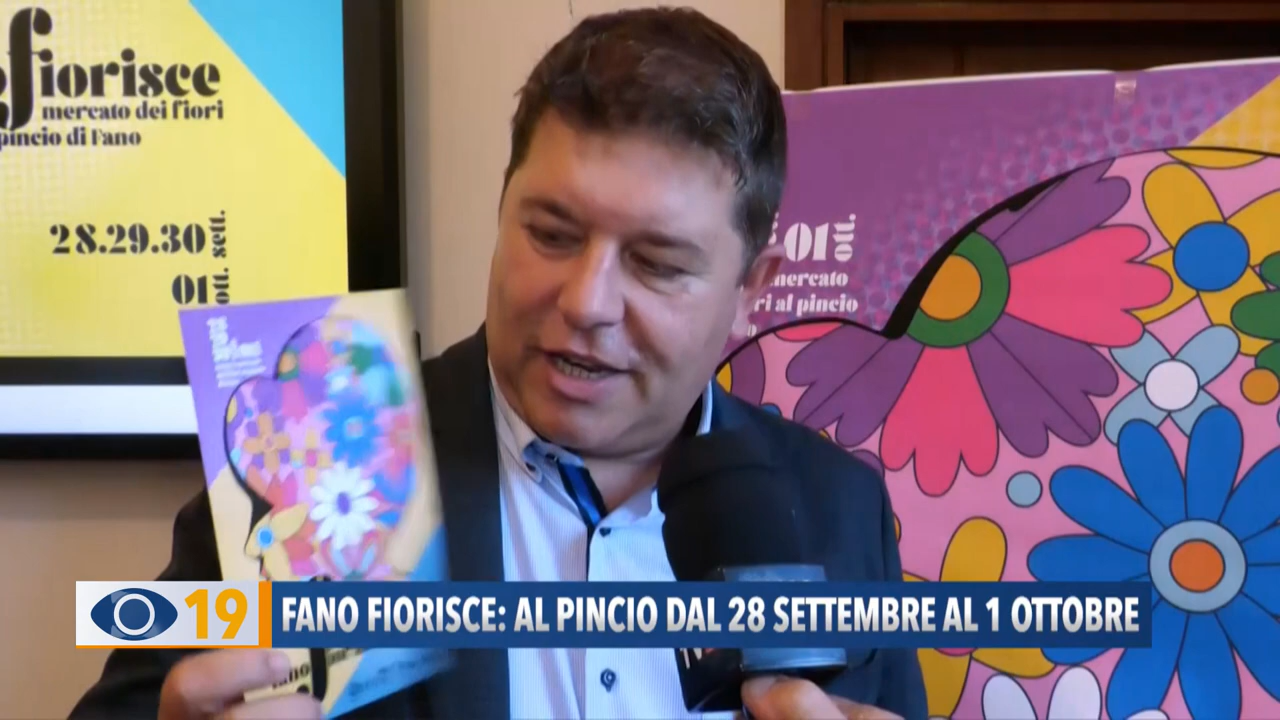 fiorisce
mercato dei fiori
pincio di Fano
28.29.30 sett.
01 ott.
01 ott.
mercato
al pincio
19
FANO FIORISCE: AL PINCIO DAL 28 SETTEMBRE AL 1 OTTOBRE